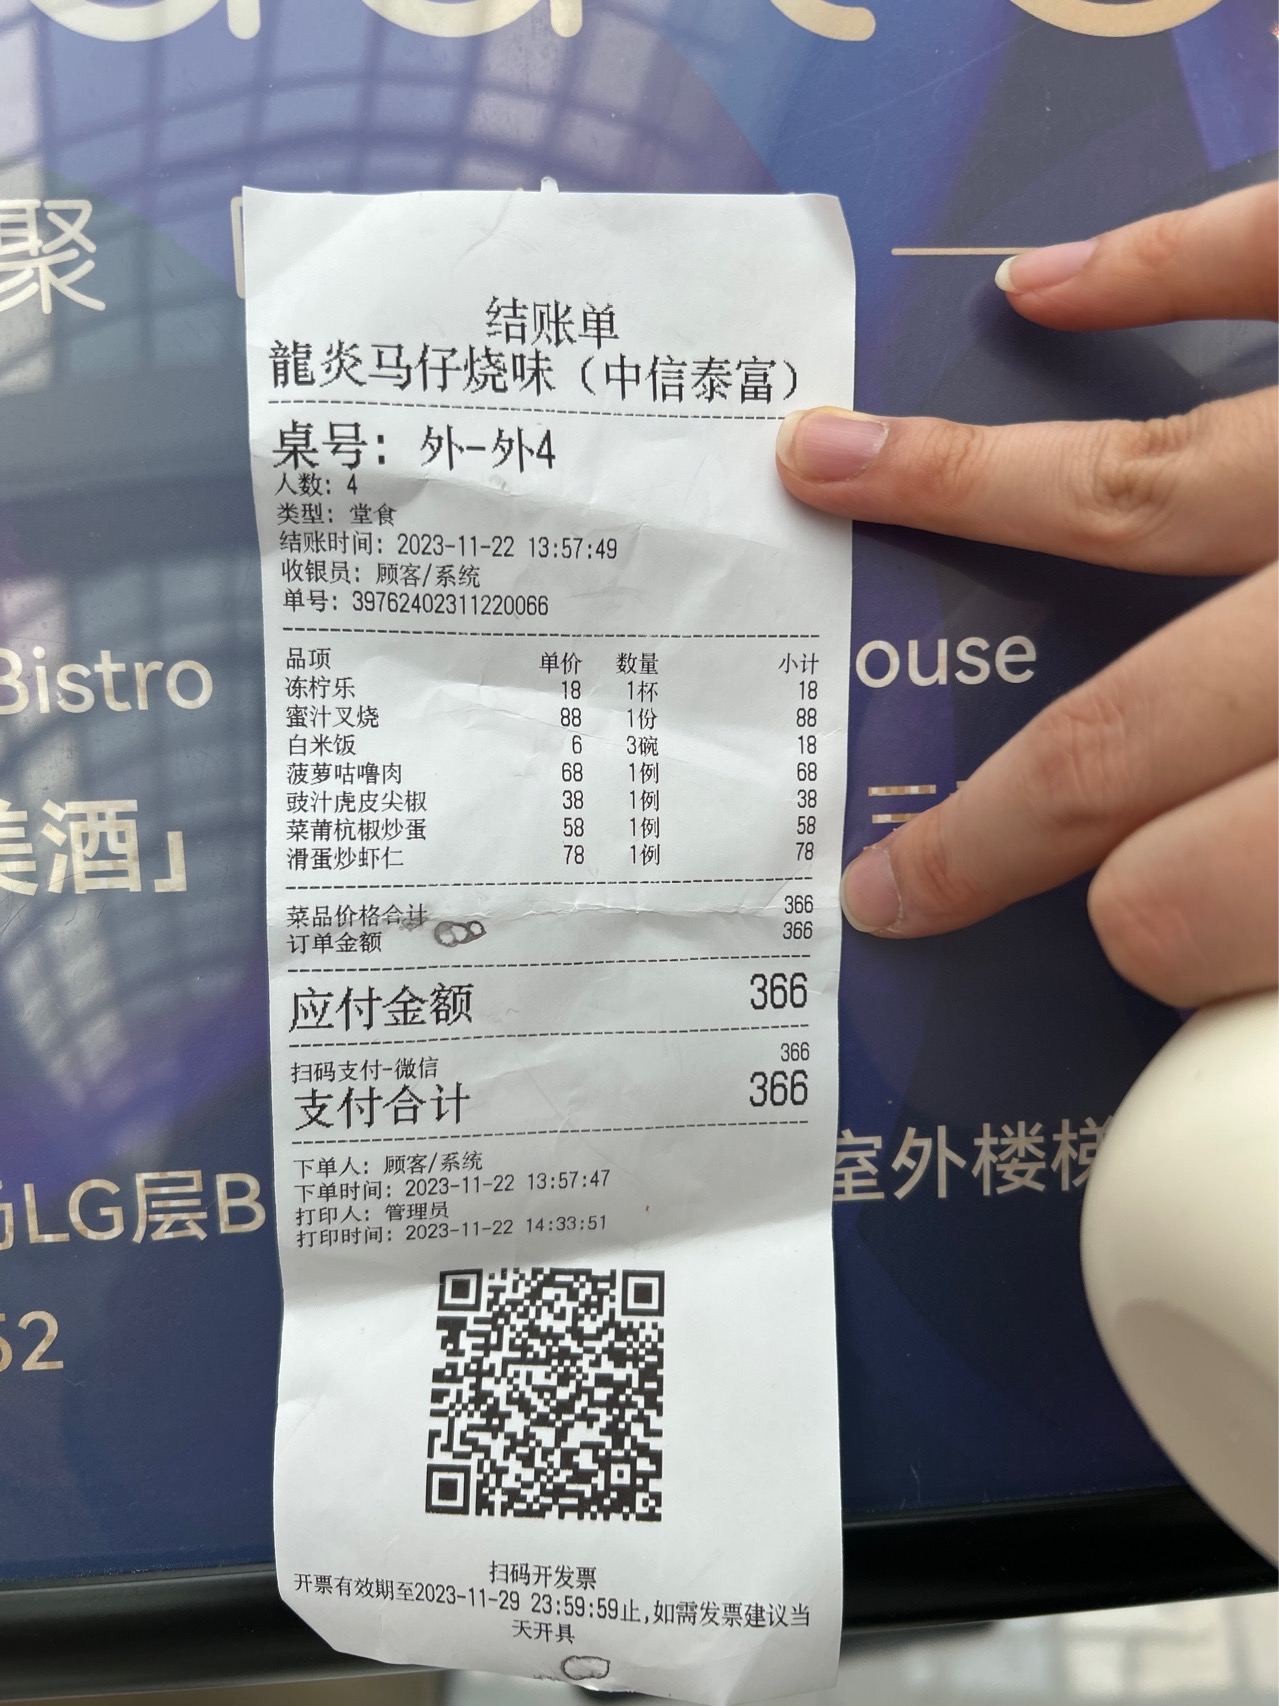 聚
结账单
龍炎马仔烧味（中信泰富）
桌号：外-外4
人数：4
类型：堂食
结账时间：2023-11-22 13:57:49
收银员：顾客/系统
单号：39762402311220066
品项 单价 数量 小计
冻柠乐 18 1杯 18
蜜汁叉烧 88 1份 88
白米饭 6 3碗 18
菠萝咕噜肉 68 1例 68
豉汁虎皮尖椒 38 1例 38
菜莆杭椒炒蛋 58 1例 58
滑蛋炒虾仁 78 1例 78
菜品价格合计 366
订单金额 366
应付金额 366
扫码支付-微信 366
支付合计 366
下单人：顾客/系统
下单时间：2023-11-22 13:57:47
打印人：管理员
打印时间：2023-11-22 14:33:51
扫码开发票
开票有效期至2023-11-29 23:59:59止,如需发票建议当
天开具
Bistro
ouse
美酒」
LG层B
室外楼梯
52